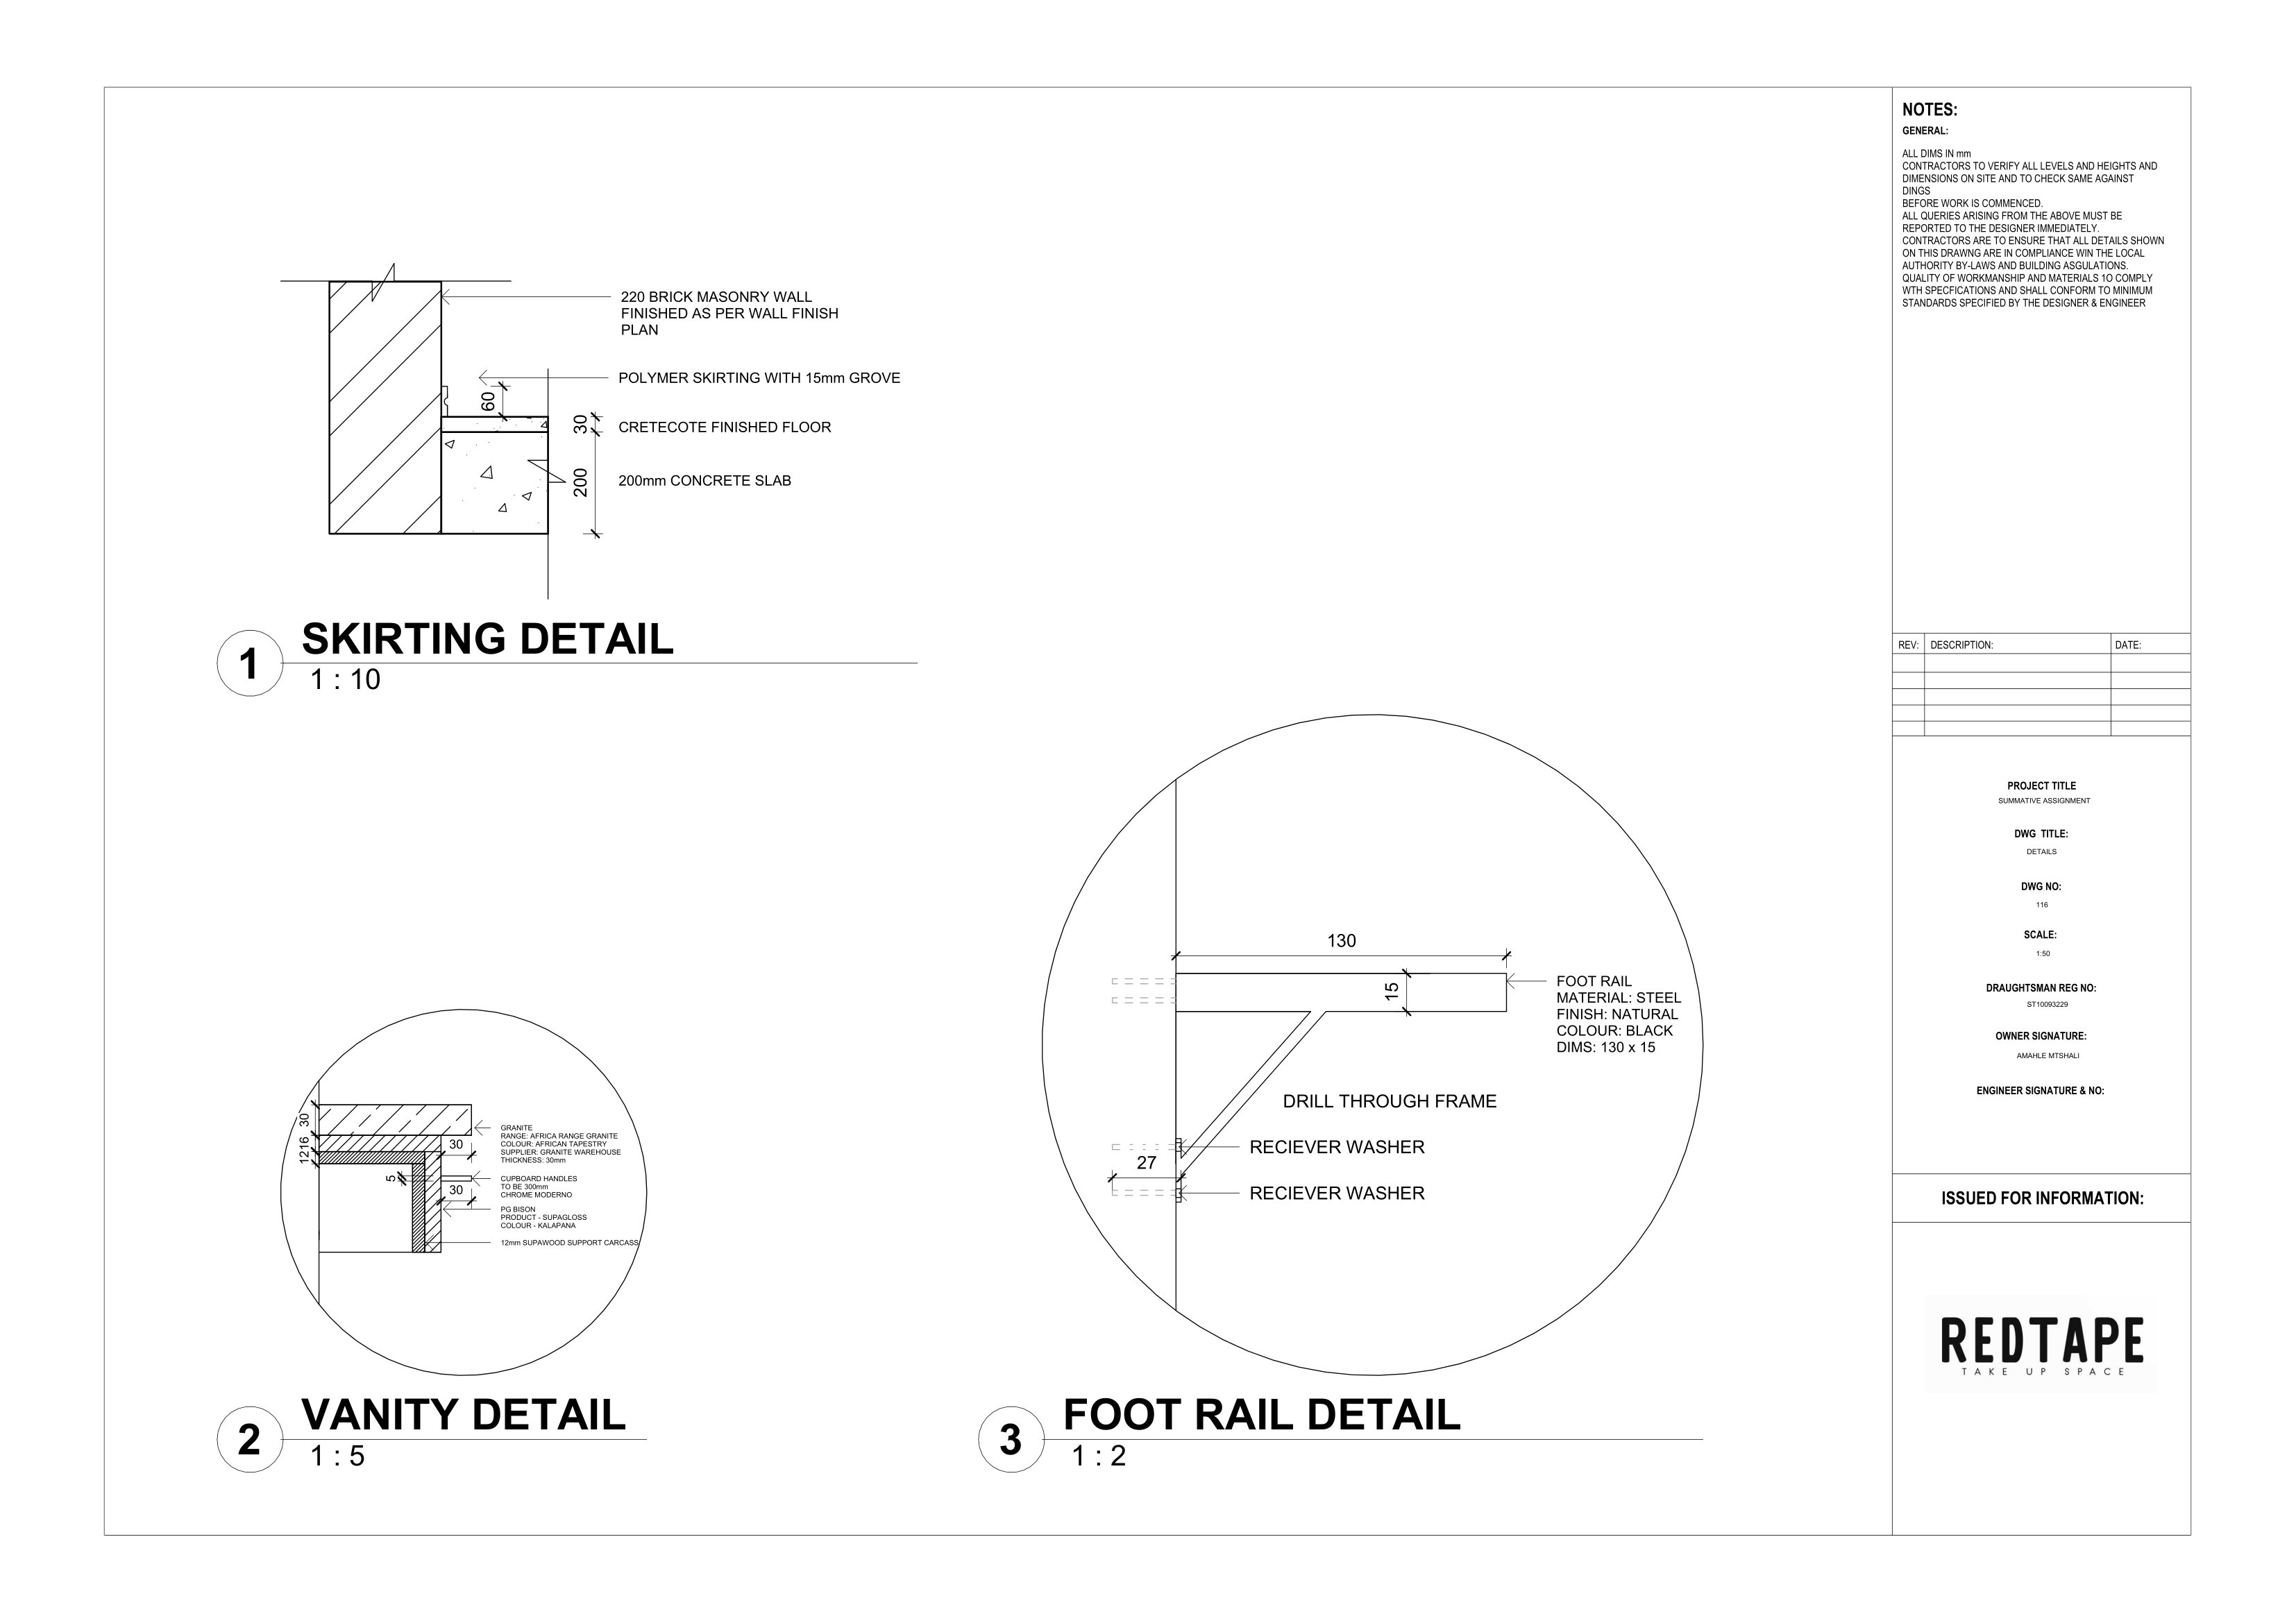 220 BRICK MASONRY WALL
FINISHED AS PER WALL FINISH
PLAN
POLYMER SKIRTING WITH 15mm GROVE
60
30
CRETECOTE FINISHED FLOOR
200
200mm CONCRETE SLAB
1
SKIRTING DETAIL
1 : 10
30
1216
30
5
30
GRANITE
RANGE: AFRICA RANGE GRANITE
COLOUR: AFRICAN TAPESTRY
SUPPLIER: GRANITE WAREHOUSE
THICKNESS: 30mm
CUPBOARD HANDLES
TO BE 300mm
CHROME MODERNO
PG BISON
PRODUCT - SUPAGLOSS
COLOUR - KALAPANA
12mm SUPAWOOD SUPPORT CARCASS
2
VANITY DETAIL
1 : 5
130
15
FOOT RAIL
MATERIAL: STEEL
FINISH: NATURAL
COLOUR: BLACK
DIMS: 130 x 15
DRILL THROUGH FRAME
RECIEVER WASHER
27
RECIEVER WASHER
3
FOOT RAIL DETAIL
1 : 2
NOTES:
GENERAL:
ALL DIMS IN mm
CONTRACTORS TO VERIFY ALL LEVELS AND HEIGHTS AND
DIMENSIONS ON SITE AND TO CHECK SAME AGAINST
DINGS
BEFORE WORK IS COMMENCED.
ALL QUERIES ARISING FROM THE ABOVE MUST BE
REPORTED TO THE DESIGNER IMMEDIATELY.
CONTRACTORS ARE TO ENSURE THAT ALL DETAILS SHOWN
ON THIS DRAWNG ARE IN COMPLIANCE WIN THE LOCAL
AUTHORITY BY-LAWS AND BUILDING ASGULATIONS.
QUALITY OF WORKMANSHIP AND MATERIALS 1O COMPLY
WTH SPECFICATIONS AND SHALL CONFORM TO MINIMUM
STANDARDS SPECIFIED BY THE DESIGNER & ENGINEER
REV: DESCRIPTION: DATE:
PROJECT TITLE
SUMMATIVE ASSIGNMENT
DWG TITLE:
DETAILS
DWG NO:
116
SCALE:
1:50
DRAUGHTSMAN REG NO:
ST10093229
OWNER SIGNATURE:
AMAHLE MTSHALI
ENGINEER SIGNATURE & NO:
ISSUED FOR INFORMATION:
REDTAPE
TAKE UP SPACE